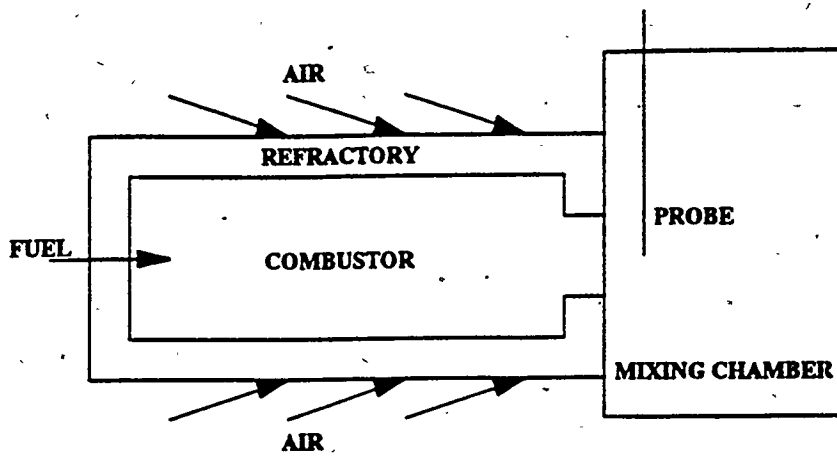 AIR
REFRACTORY
PROBE
FUEL
COMBUSTOR
MIXING CHAMBER
AIR